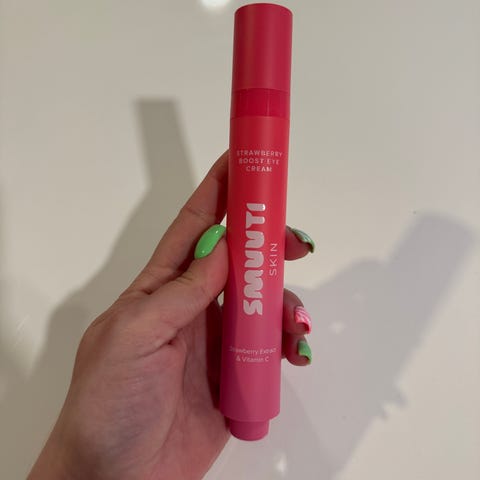 STRAWBERRY
BOOST EYE
CREAM
SMUUTI
SKIN
Strawberry Extract
& Vitamin C